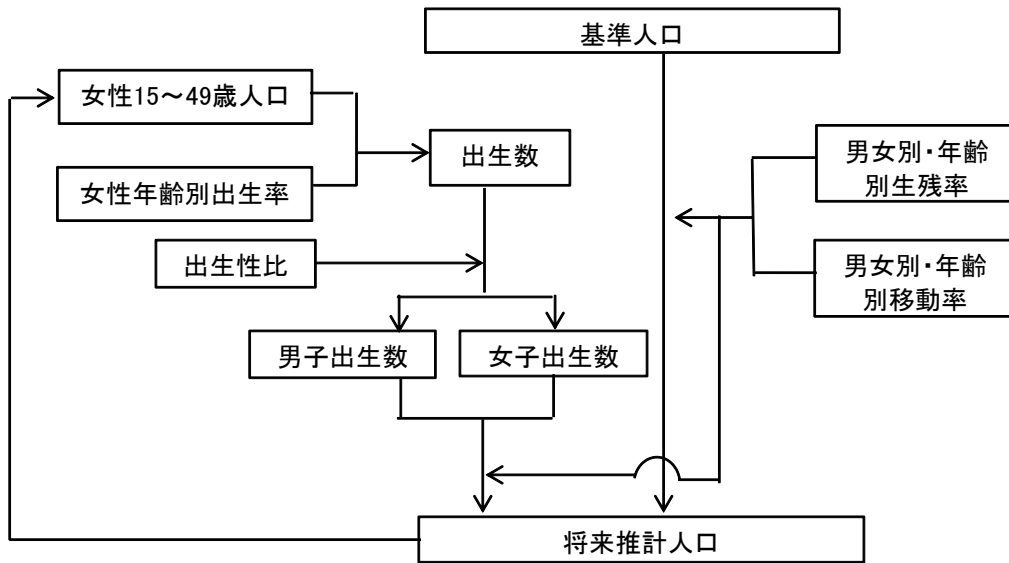 基準人口
女性15～49歳人口
出生数
男女別・年齢
別生残率
女性年齢別出生率
出生性比
男女別・年齢
別移動率
男子出生数
女子出生数
将来推計人口